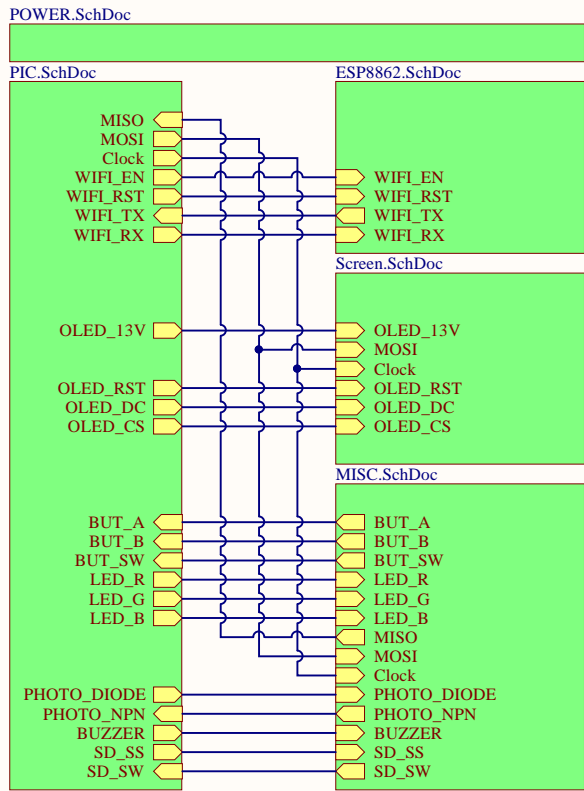 POWER.SchDoc
PIC.SchDoc
MISO
MOSI
Clock
WIFI_EN
WIFI_RST
WIFI_TX
WIFI_RX
OLED_13V
OLED_RST
OLED_DC
OLED_CS
BUT_A
BUT_B
BUT_SW
LED_R
LED_G
LED_B
PHOTO_DIODE
PHOTO_NPN
BUZZER
SD_SS
SD_SW
ESP8862.SchDoc
WIFI_EN
WIFI_RST
WIFI_TX
WIFI_RX
Screen.SchDoc
OLED_13V
MOSI
Clock
OLED_RST
OLED_DC
OLED_CS
MISC.SchDoc
BUT_A
BUT_B
BUT_SW
LED_R
LED_G
LED_B
MISO
MOSI
Clock
PHOTO_DIODE
PHOTO_NPN
BUZZER
SD_SS
SD_SW